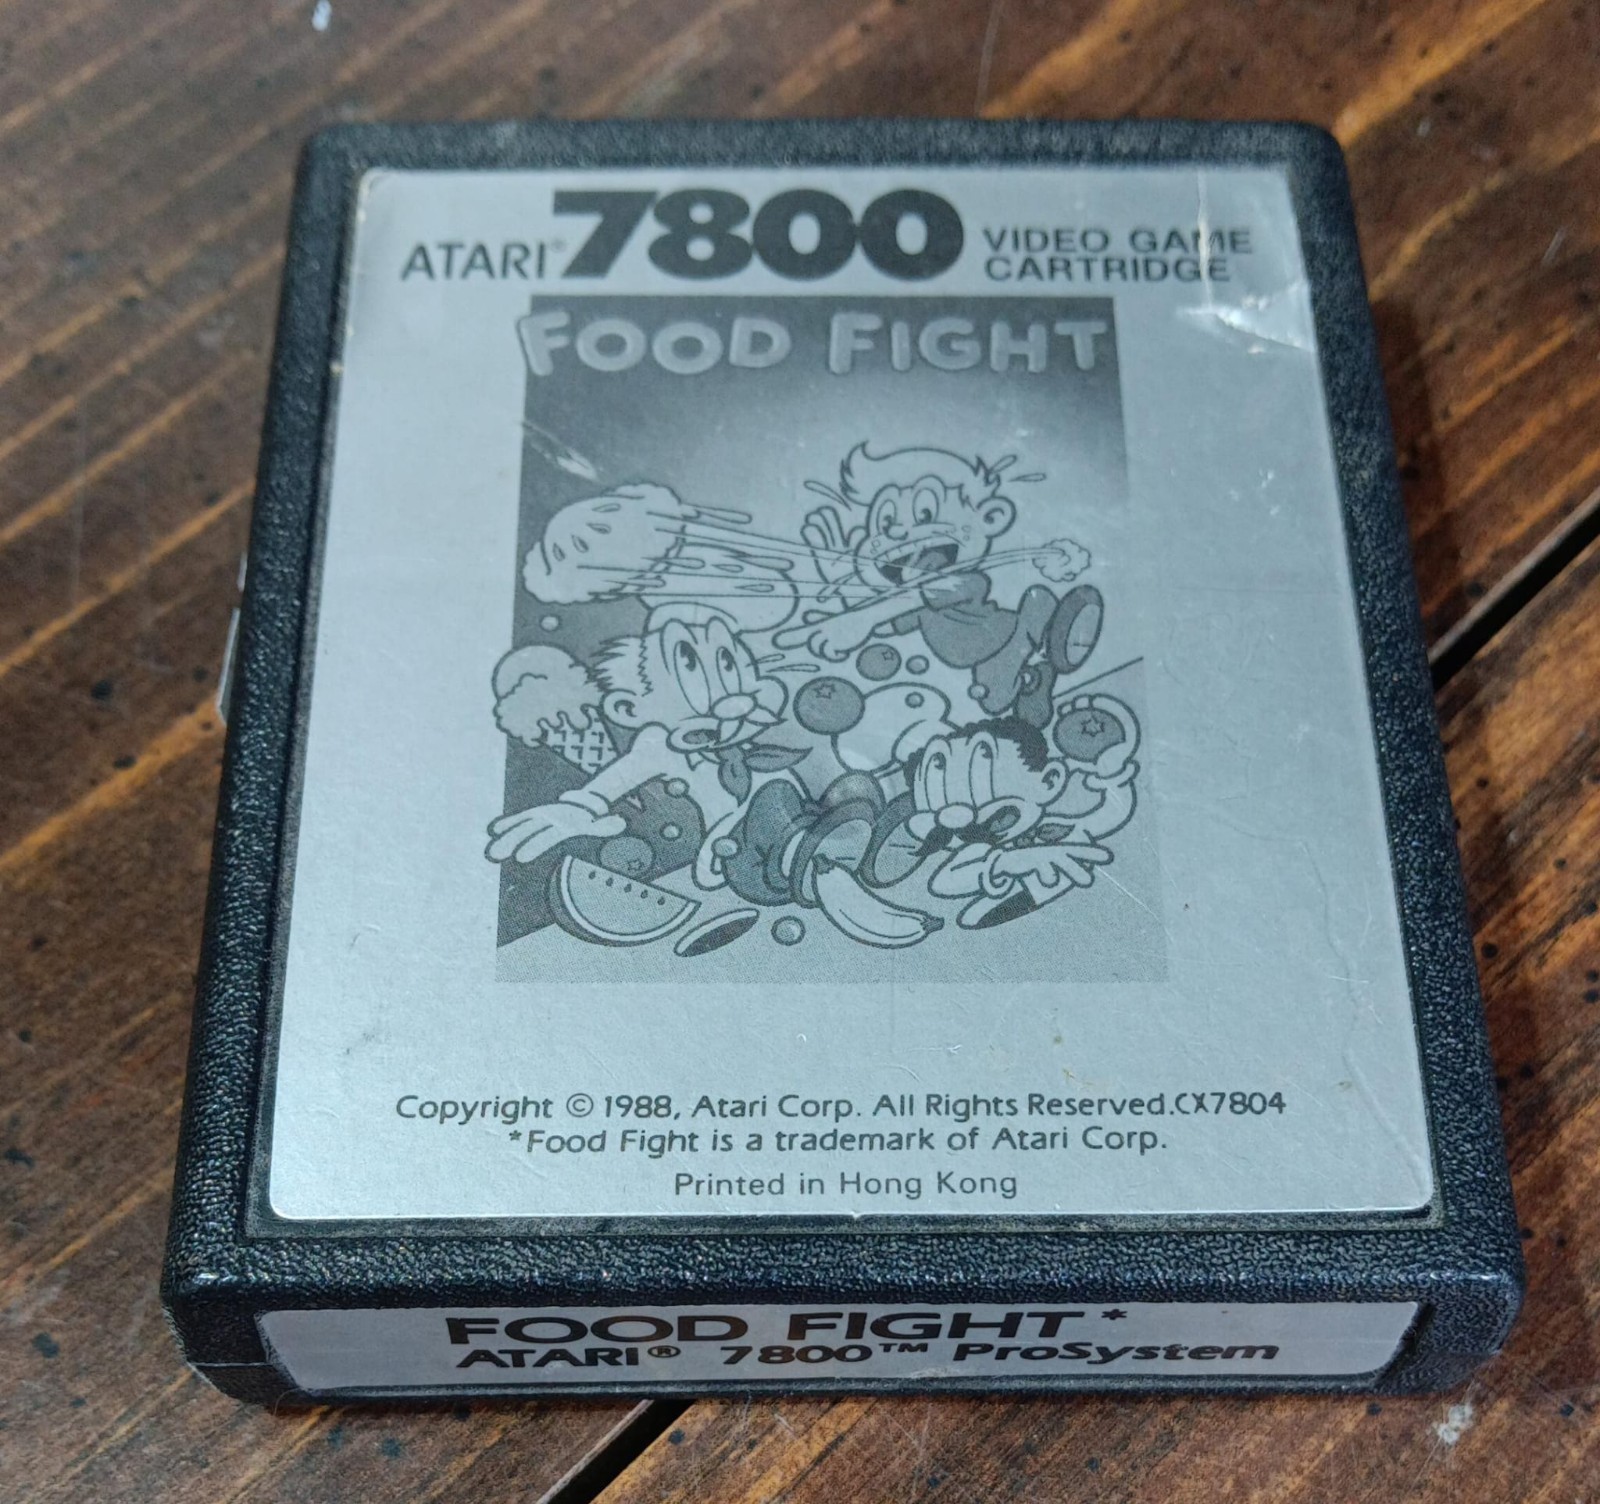 ATARI® 7800 VIDEO GAME
CARTRIDGE
FOOD FIGHT
Copyright © 1988, Atari Corp. All Rights Reserved.CX7804
*Food Fight is a trademark of Atari Corp.
Printed in Hong Kong
FOOD FIGHT*
ATARI® 7800™ ProSystem